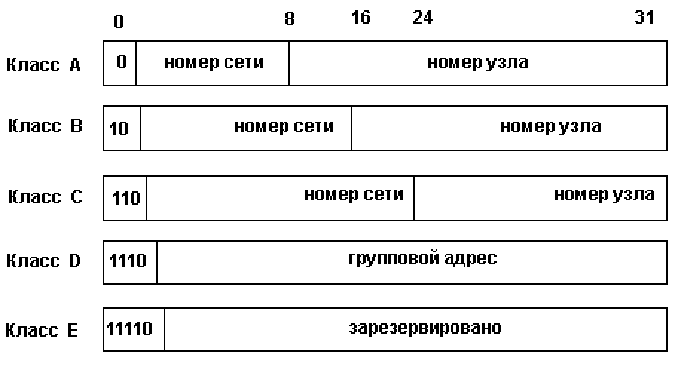 0 8 16 24 31
Класс А 0 номер сети номер узла
Класс В 10 номер сети номер узла
Класс С 110 номер сети номер узла
Класс D 1110 групповой адрес
Класс Е 11110 зарезервировано